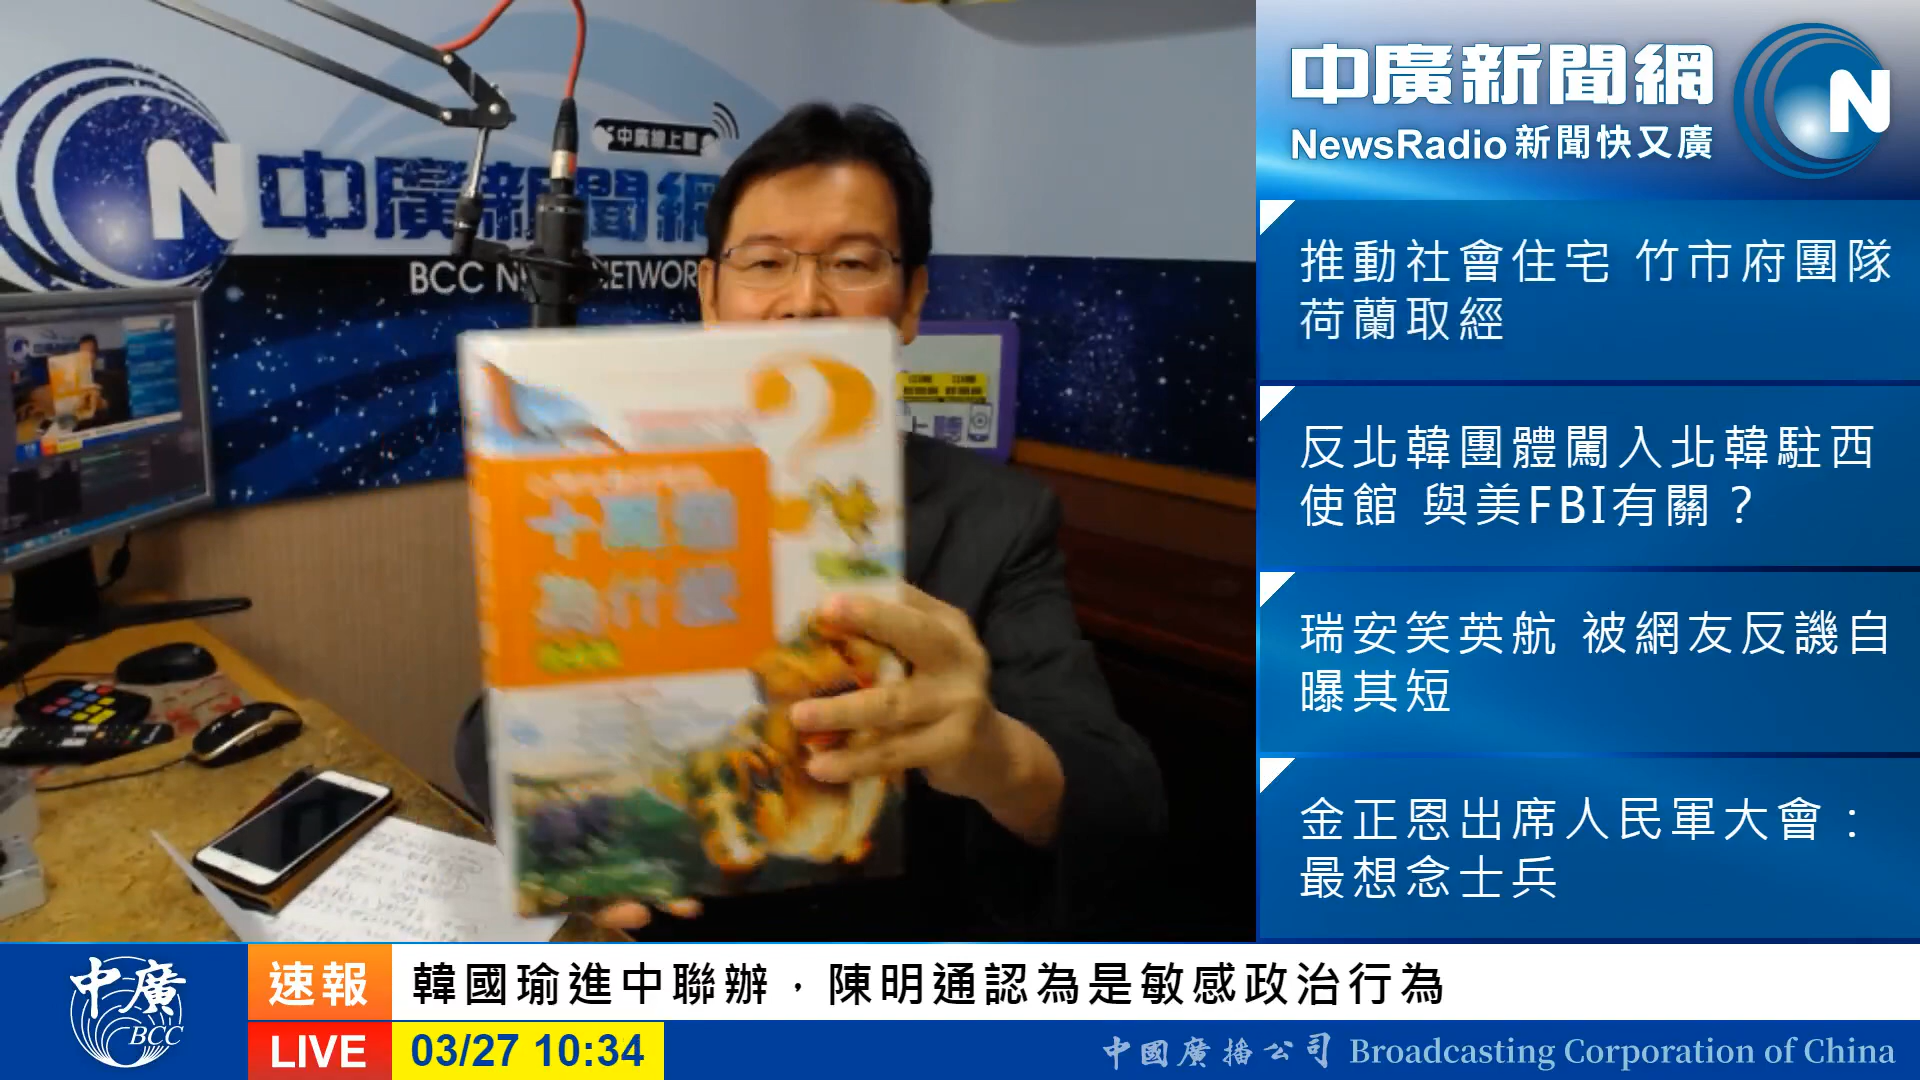 中廣線上聽
中廣新聞網
BCC N
ETWOR
十萬個
為什麼
中廣新聞網
NewsRadio 新聞快又廣
推動社會住宅 竹市府團隊
荷蘭取經
反北韓團體闖入北韓駐西
使館 與美FBI有關？
瑞安笑英航 被網友反譏自
曝其短
金正恩出席人民軍大會：
最想念士兵
中廣
BCC
速報
韓國瑜進中聯辦，陳明通認為是敏感政治行為
LIVE
03/27 10:34
中國廣播公司 Broadcasting Corporation of China